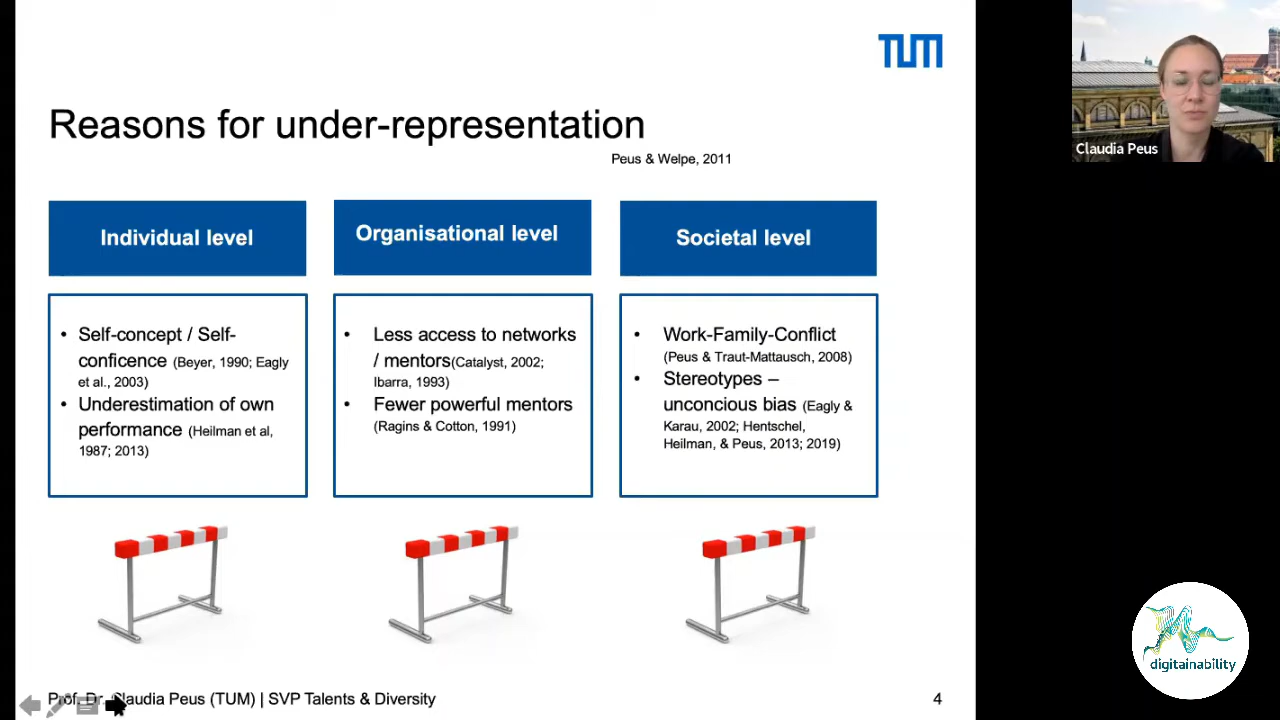 TUM
Reasons for under-representation
Peus & Welpe, 2011
Claudia Peus
Individual level
Organisational level
Societal level
• Self-concept / Self-
conficence (Beyer, 1990; Eagly
et al., 2003)
• Underestimation of own
performance (Heilman et al,
1987; 2013)
• Less access to networks
/ mentors(Catalyst, 2002;
Ibarra, 1993)
• Fewer powerful mentors
(Ragins & Cotton, 1991)
• Work-Family-Conflict
(Peus & Traut-Mattausch, 2008)
• Stereotypes –
unconcious bias (Eagly &
Karau, 2002; Hentschel,
Heilman, & Peus, 2013; 2019)
digitainability
Prof. Dr. Claudia Peus (TUM) | SVP Talents & Diversity
4